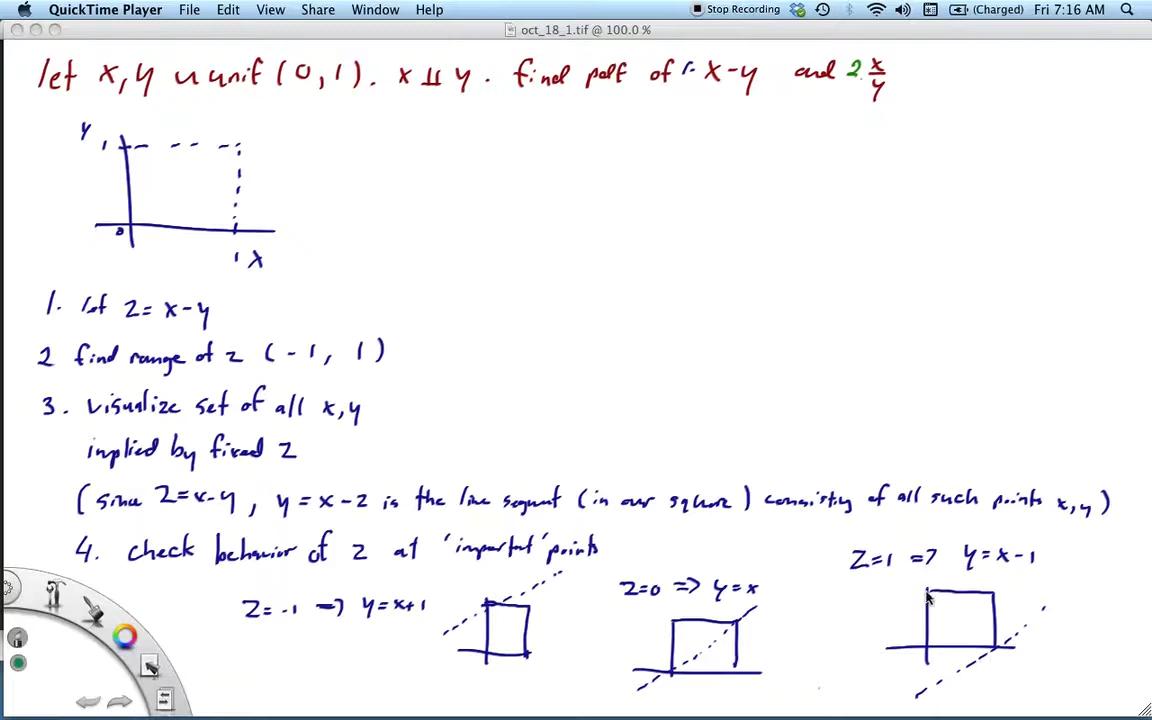 QuickTime Player File Edit View Share Window Help Stop Recording (Charged) Fri 7:16 AM
oct_18_1.tif @ 100.0 %
let x, y ~ unif (0, 1). x ⫫ y. find pdf of 1. x-y and 2. x/y
y
1
0
1 x
1. let z = x-y
2 find range of z (-1, 1)
3. visualize set of all x, y
implied by fixed z
(since z=x-y, y = x-z is the line segment (in our square) consisting of all such points x, y)
4. check behavior of z at 'important' points
z = -1 => y = x+1
z=0 => y=x
z=1 => y = x-1